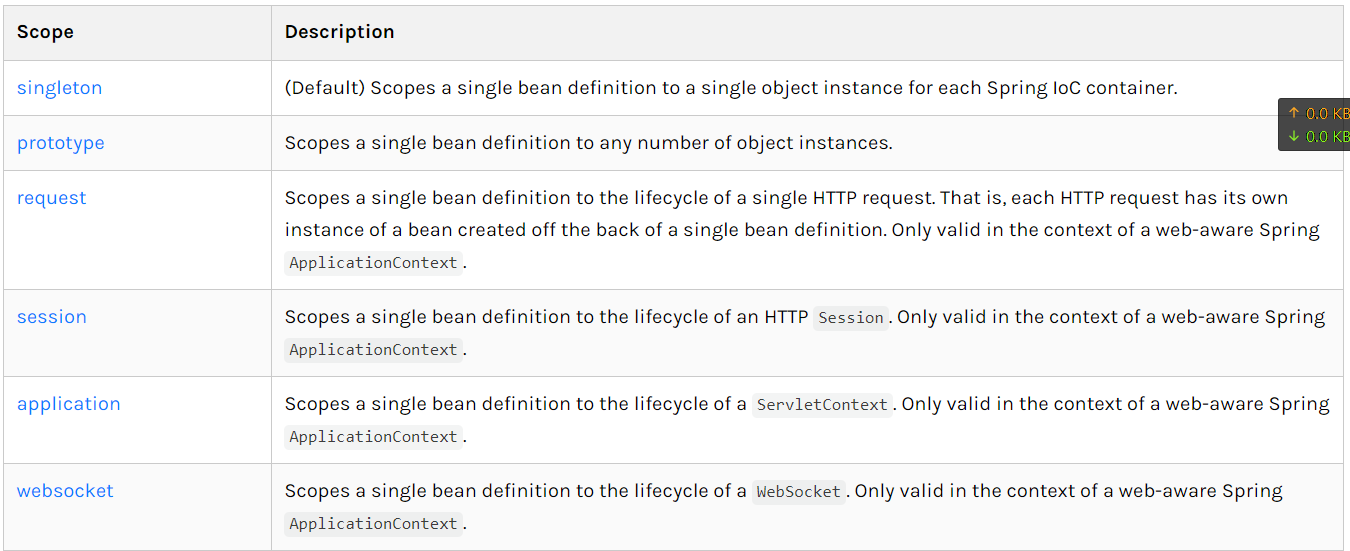 Scope Description
singleton (Default) Scopes a single bean definition to a single object instance for each Spring IoC container.
↑ 0.0 KB
↓ 0.0 KB
prototype Scopes a single bean definition to any number of object instances.
request Scopes a single bean definition to the lifecycle of a single HTTP request. That is, each HTTP request has its own
instance of a bean created off the back of a single bean definition. Only valid in the context of a web-aware Spring
ApplicationContext.
session Scopes a single bean definition to the lifecycle of an HTTP Session. Only valid in the context of a web-aware Spring
ApplicationContext.
application Scopes a single bean definition to the lifecycle of a ServletContext. Only valid in the context of a web-aware Spring
ApplicationContext.
websocket Scopes a single bean definition to the lifecycle of a WebSocket. Only valid in the context of a web-aware Spring
ApplicationContext.